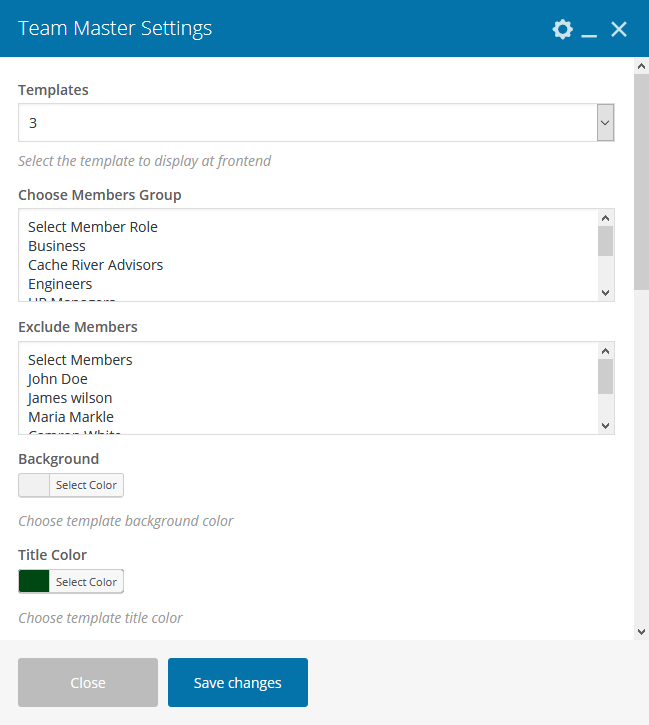 Team Master Settings
Templates
3
Select the template to display at frontend
Choose Members Group
Select Member Role
Business
Cache River Advisors
Engineers
HR Managers
Exclude Members
Select Members
John Doe
James wilson
Maria Markle
Background
Select Color
Choose template background color
Title Color
Select Color
Choose template title color
Close
Save changes